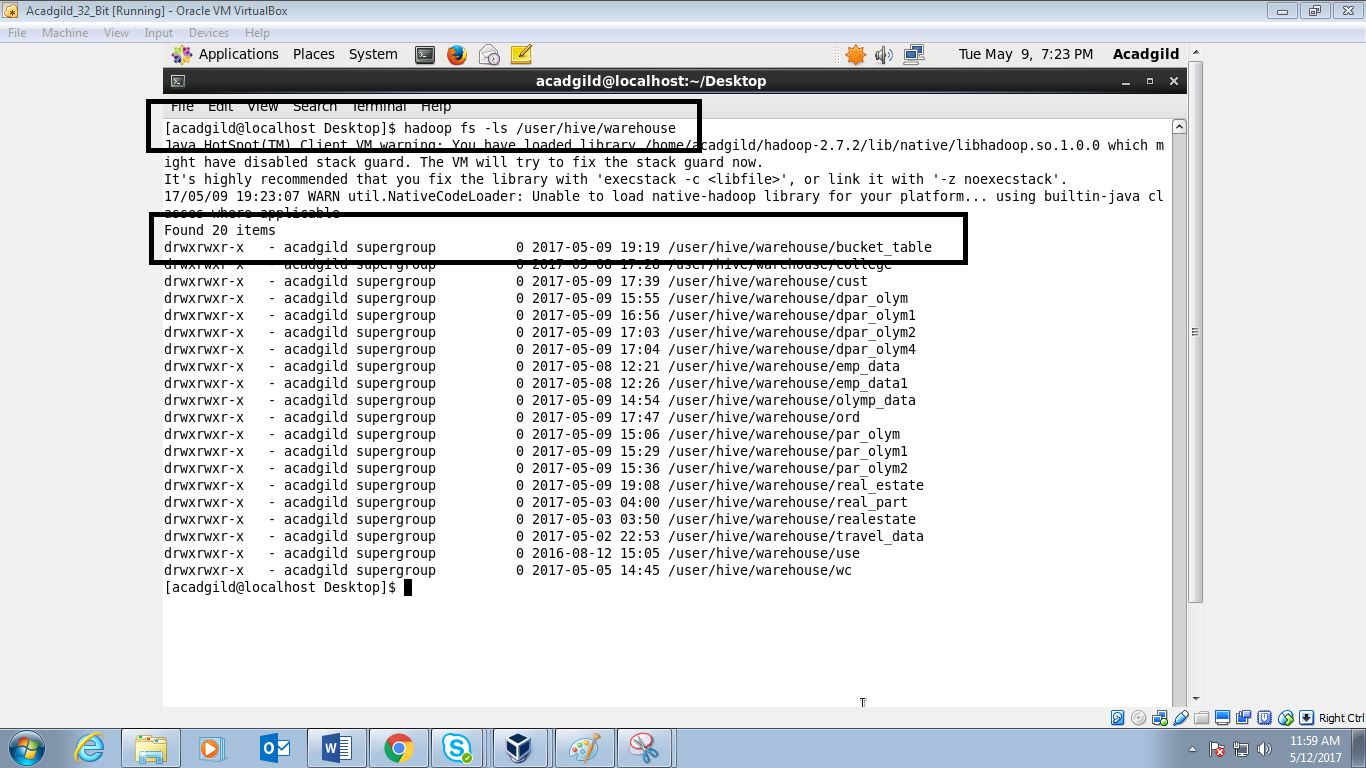 Acadgild_32_Bit [Running] - Oracle VM VirtualBox
File Machine View Input Devices Help
Applications Places System Tue May 9, 7:23 PM Acadgild
acadgild@localhost:~/Desktop
File Edit View Search Terminal Help
[acadgild@localhost Desktop]$ hadoop fs -ls /user/hive/warehouse
Java HotSpot(TM) Client VM warning: You have loaded library /home/acadgild/hadoop-2.7.2/lib/native/libhadoop.so.1.0.0 which m
ight have disabled stack guard. The VM will try to fix the stack guard now.
It's highly recommended that you fix the library with 'execstack -c <libfile>', or link it with '-z noexecstack'.
17/05/09 19:23:07 WARN util.NativeCodeLoader: Unable to load native-hadoop library for your platform... using builtin-java cl
asses where applicable
Found 20 items
drwxrwxr-x - acadgild supergroup 0 2017-05-09 19:19 /user/hive/warehouse/bucket_table
drwxrwxr-x - acadgild supergroup 0 2017-05-08 17:28 /user/hive/warehouse/college
drwxrwxr-x - acadgild supergroup 0 2017-05-09 17:39 /user/hive/warehouse/cust
drwxrwxr-x - acadgild supergroup 0 2017-05-09 15:55 /user/hive/warehouse/dpar_olym
drwxrwxr-x - acadgild supergroup 0 2017-05-09 16:56 /user/hive/warehouse/dpar_olym1
drwxrwxr-x - acadgild supergroup 0 2017-05-09 17:03 /user/hive/warehouse/dpar_olym2
drwxrwxr-x - acadgild supergroup 0 2017-05-09 17:04 /user/hive/warehouse/dpar_olym4
drwxrwxr-x - acadgild supergroup 0 2017-05-08 12:21 /user/hive/warehouse/emp_data
drwxrwxr-x - acadgild supergroup 0 2017-05-08 12:26 /user/hive/warehouse/emp_data1
drwxrwxr-x - acadgild supergroup 0 2017-05-09 14:54 /user/hive/warehouse/olymp_data
drwxrwxr-x - acadgild supergroup 0 2017-05-09 17:47 /user/hive/warehouse/ord
drwxrwxr-x - acadgild supergroup 0 2017-05-09 15:06 /user/hive/warehouse/par_olym
drwxrwxr-x - acadgild supergroup 0 2017-05-09 15:29 /user/hive/warehouse/par_olym1
drwxrwxr-x - acadgild supergroup 0 2017-05-09 15:36 /user/hive/warehouse/par_olym2
drwxrwxr-x - acadgild supergroup 0 2017-05-09 19:08 /user/hive/warehouse/real_estate
drwxrwxr-x - acadgild supergroup 0 2017-05-03 04:00 /user/hive/warehouse/real_part
drwxrwxr-x - acadgild supergroup 0 2017-05-03 03:50 /user/hive/warehouse/realestate
drwxrwxr-x - acadgild supergroup 0 2017-05-02 22:53 /user/hive/warehouse/travel_data
drwxrwxr-x - acadgild supergroup 0 2016-08-12 15:05 /user/hive/warehouse/use
drwxrwxr-x - acadgild supergroup 0 2017-05-05 14:45 /user/hive/warehouse/wc
[acadgild@localhost Desktop]$
Right Ctrl
11:59 AM
5/12/2017